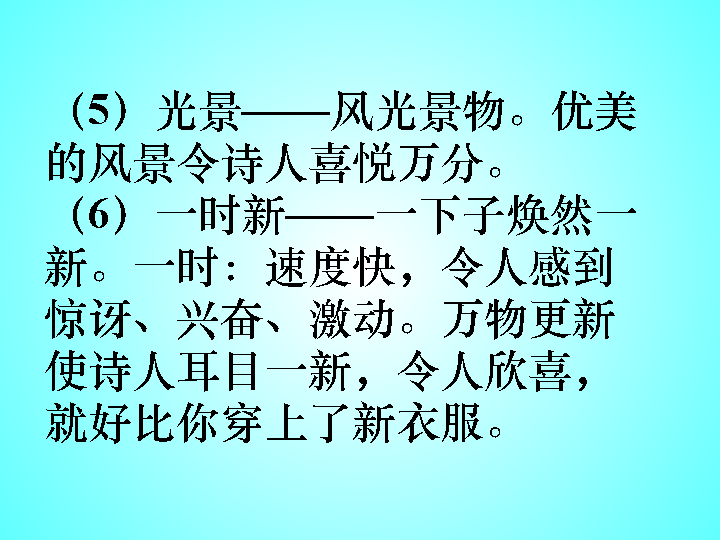 （5）光景——风光景物。优美
的风景令诗人喜悦万分。
（6）一时新——一下子焕然一
新。一时：速度快，令人感到
惊讶、兴奋、激动。万物更新
使诗人耳目一新，令人欣喜，
就好比你穿上了新衣服。